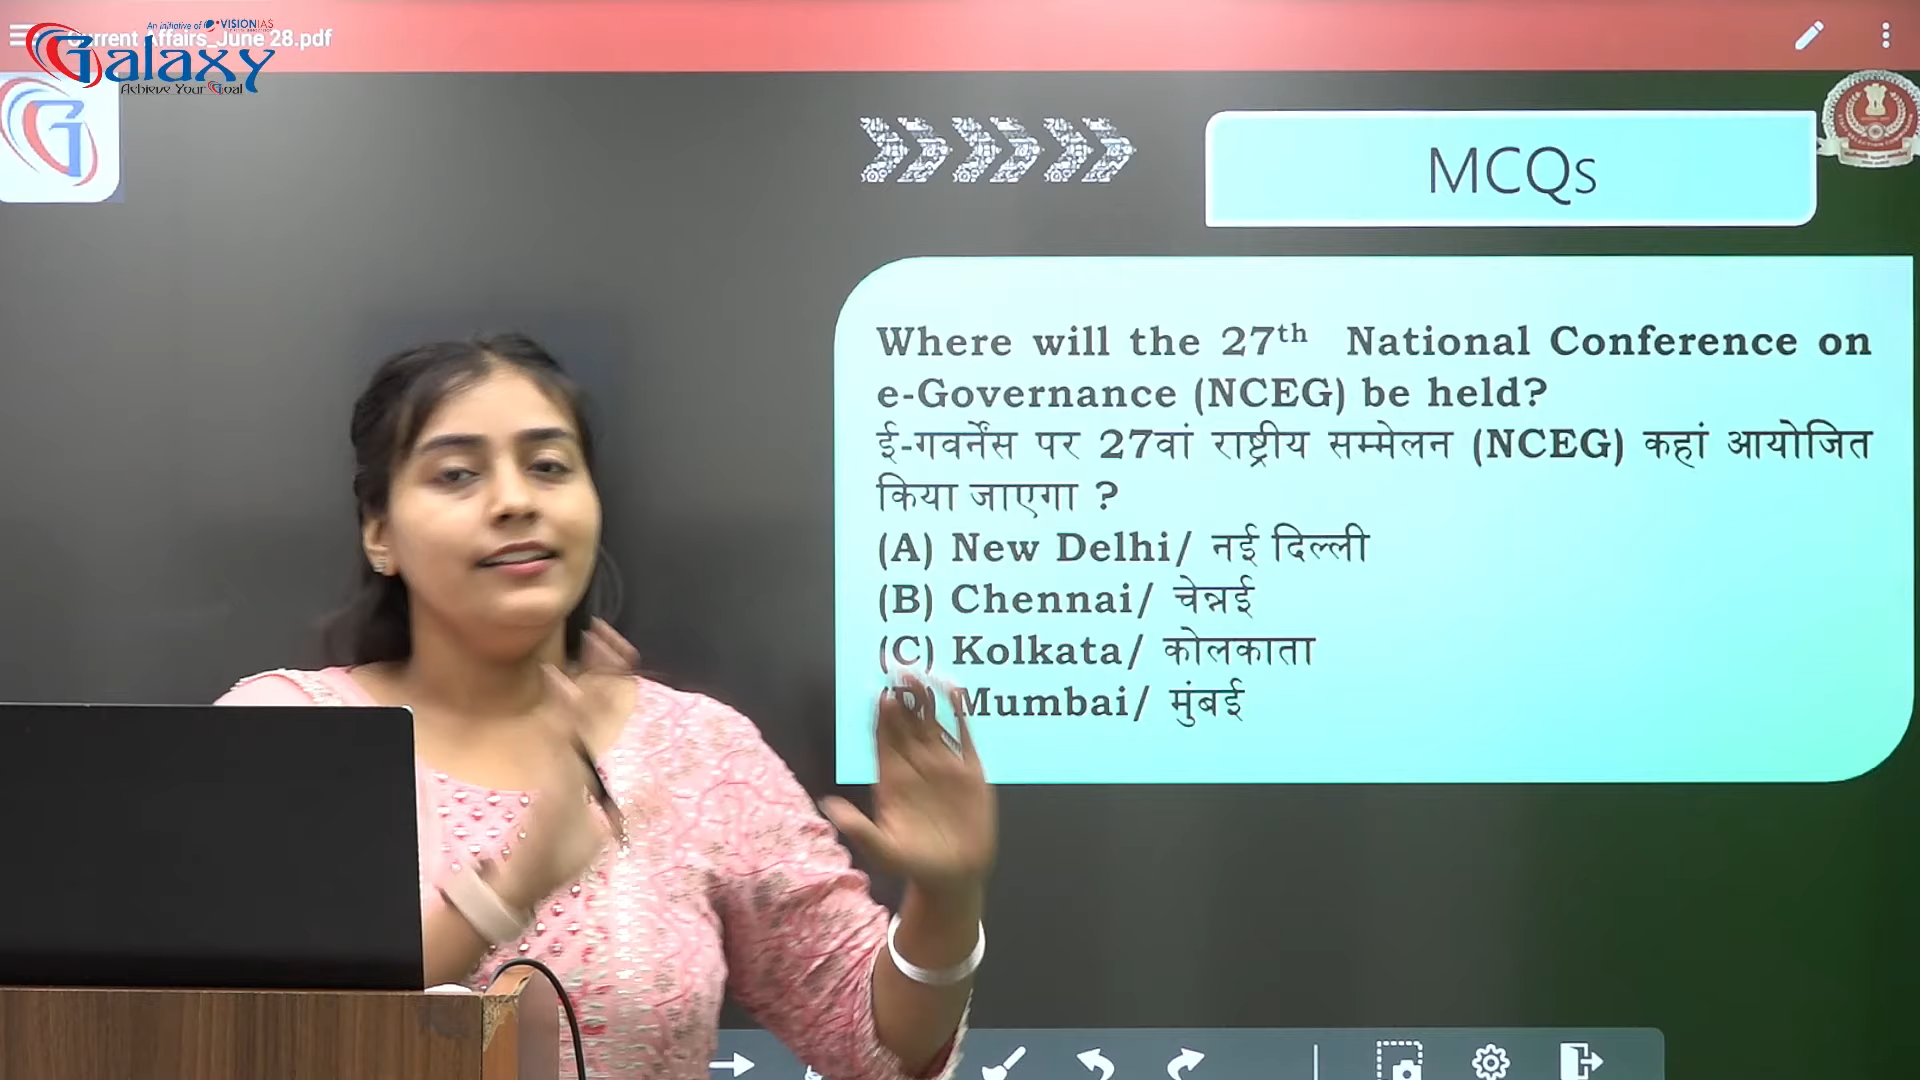 An initiative of VISIONIAS
Current Affairs_June 28.pdf
Galaxy
Achieve Your Goal
MCQs
Where will the 27th National Conference on
e-Governance (NCEG) be held?
ई-गवर्नेंस पर 27वां राष्ट्रीय सम्मेलन (NCEG) कहां आयोजित
किया जाएगा ?
(A) New Delhi/ नई दिल्ली
(B) Chennai/ चेन्नई
(C) Kolkata/ कोलकाता
(D) Mumbai/ मुंबई